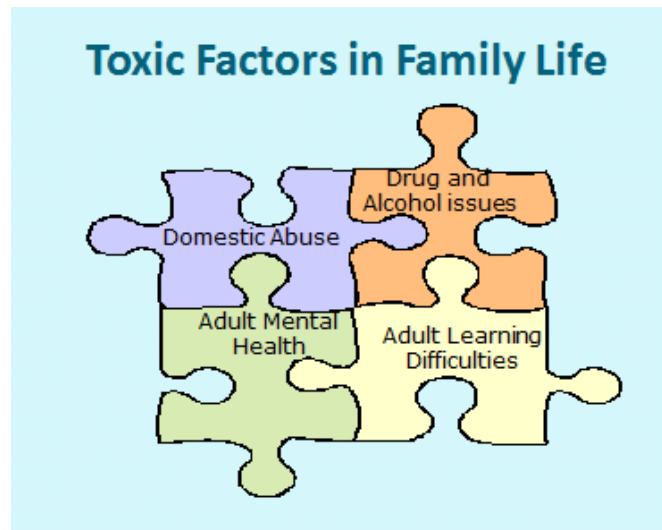 Toxic Factors in Family Life
Drug and
Alcohol issues
Domestic Abuse
Adult Mental
Health
Adult Learning
Difficulties